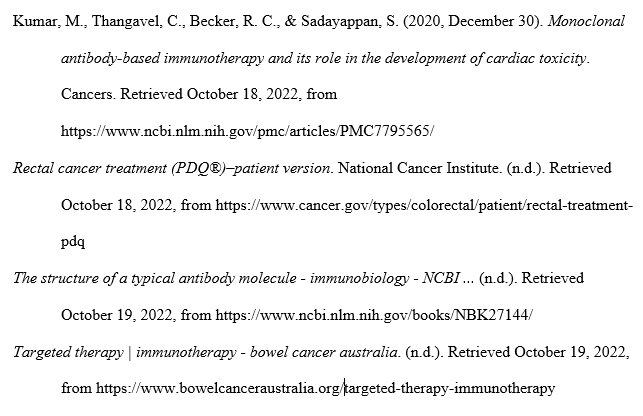 Kumar, M., Thangavel, C., Becker, R. C., & Sadayappan, S. (2020, December 30). Monoclonal
antibody-based immunotherapy and its role in the development of cardiac toxicity.
Cancers. Retrieved October 18, 2022, from
https://www.ncbi.nlm.nih.gov/pmc/articles/PMC7795565/
Rectal cancer treatment (PDQ®)–patient version. National Cancer Institute. (n.d.). Retrieved
October 18, 2022, from https://www.cancer.gov/types/colorectal/patient/rectal-treatment-
pdq
The structure of a typical antibody molecule - immunobiology - NCBI ... (n.d.). Retrieved
October 19, 2022, from https://www.ncbi.nlm.nih.gov/books/NBK27144/
Targeted therapy | immunotherapy - bowel cancer australia. (n.d.). Retrieved October 19, 2022,
from https://www.bowelcanceraustralia.org/targeted-therapy-immunotherapy